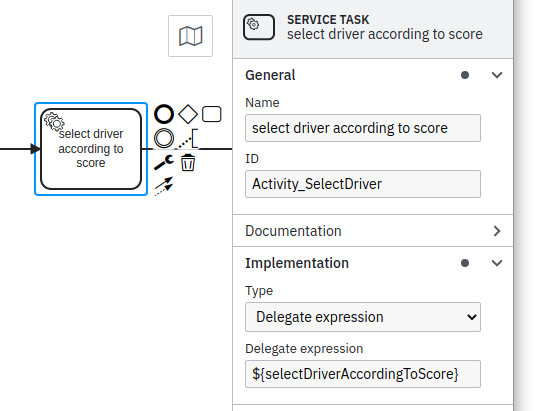 select driver
according to
score
SERVICE TASK
select driver according to score
General
Name
select driver according to score
ID
Activity_SelectDriver
Documentation
Implementation
Type
Delegate expression
Delegate expression
${selectDriverAccordingToScore}